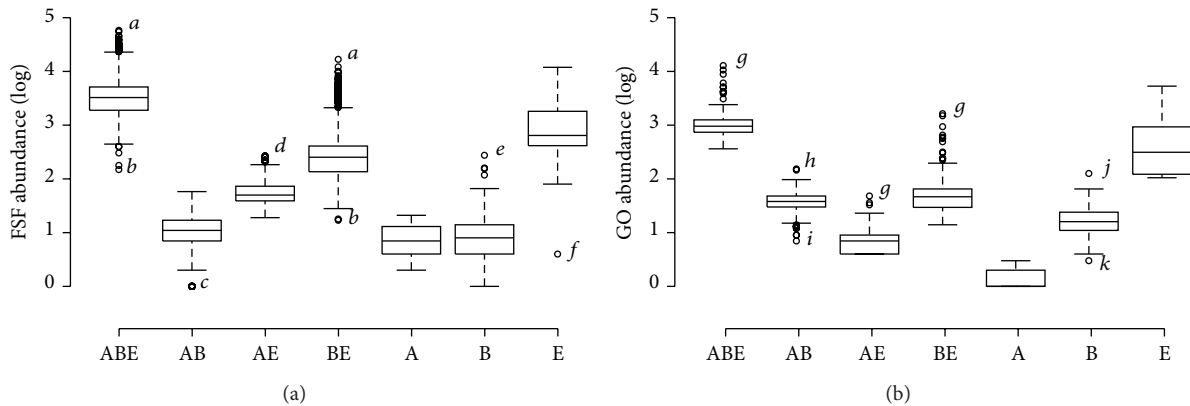 FSF abundance (log)
5
4
3
2
1
0
a
b
c
d
a
b
e
f
ABE AB AE BE A B E
(a)
GO abundance (log)
5
4
3
2
1
0
g
h
i
g
g
j
k
ABE AB AE BE A B E
(b)